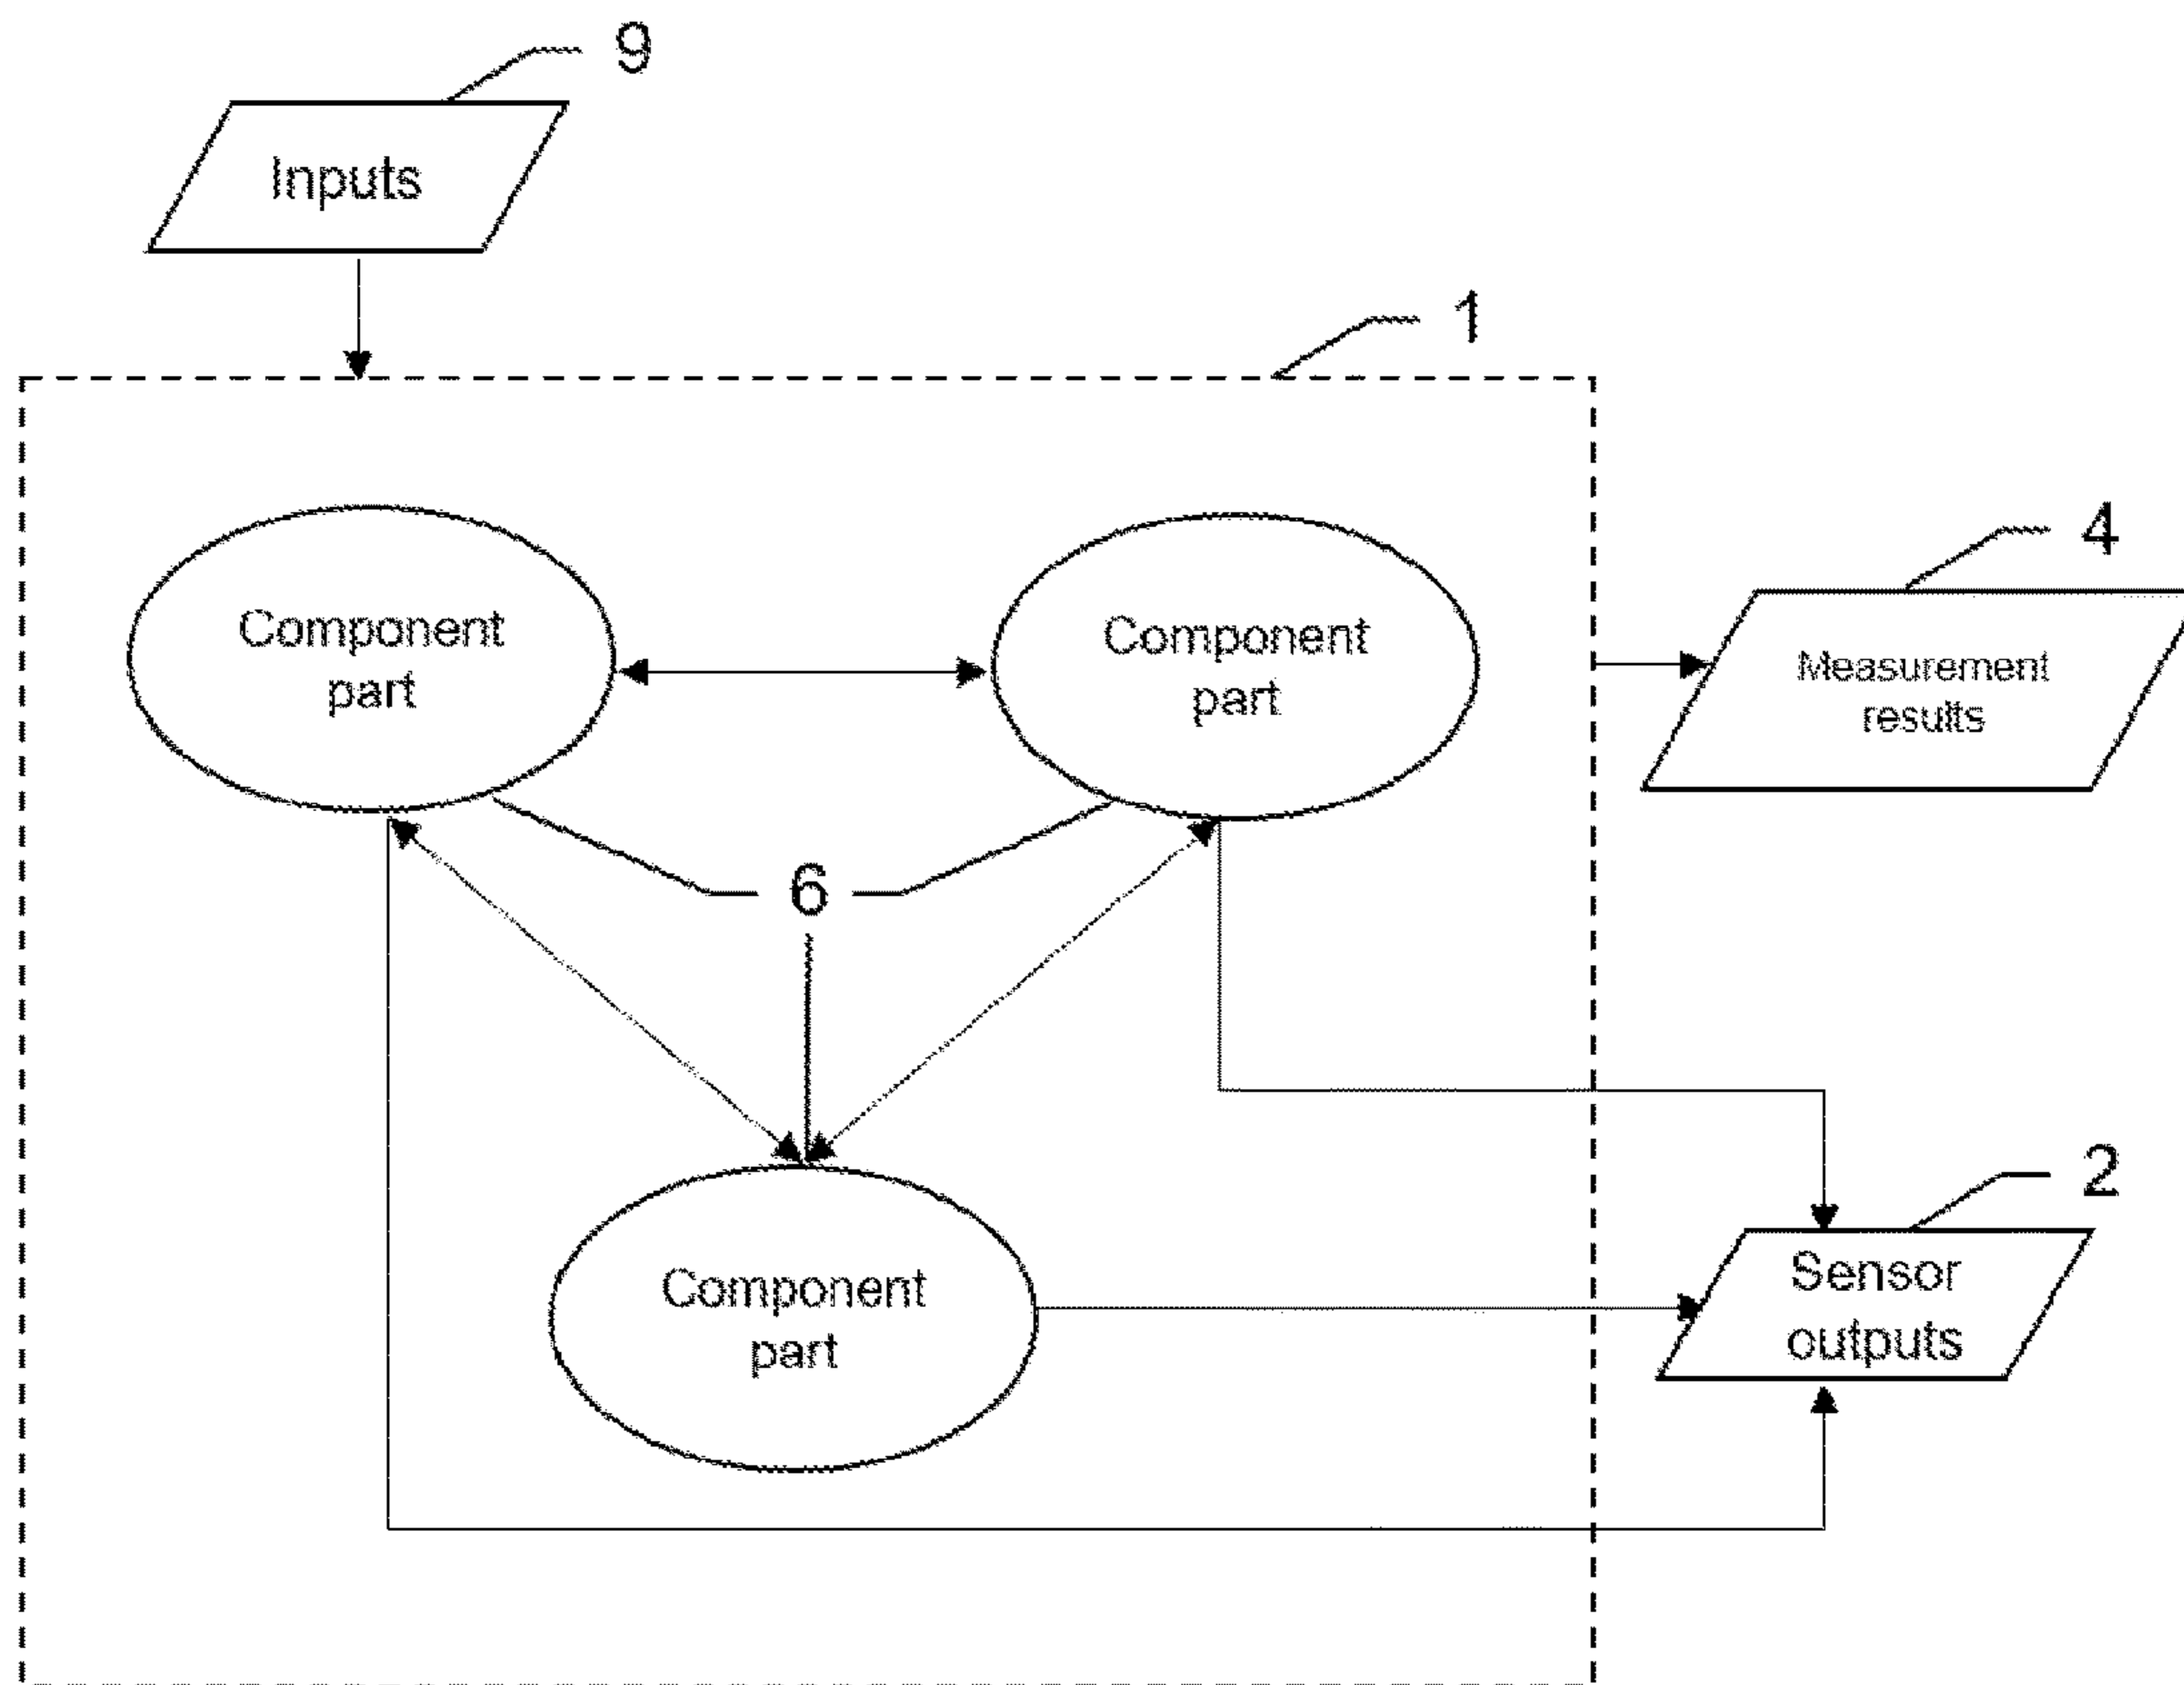 9
Inputs
1
4
Component
part
Component
part
Measurement
results
6
2
Component
part
Sensor
outputs